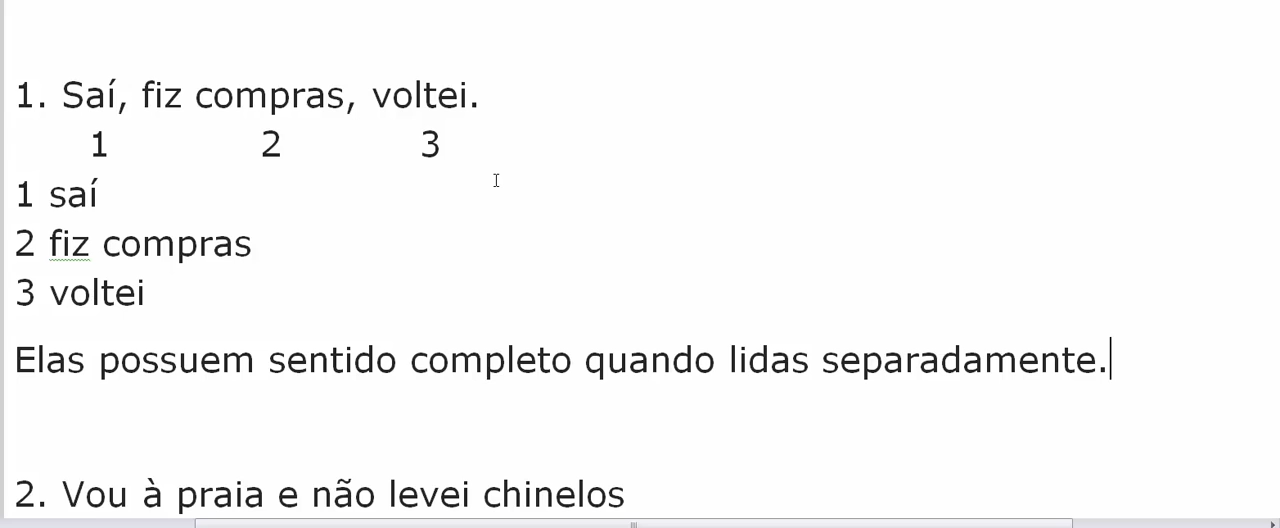 1. Saí, fiz compras, voltei.
1 2 3
1 saí
2 fiz compras
3 voltei
Elas possuem sentido completo quando lidas separadamente.
2. Vou à praia e não levei chinelos